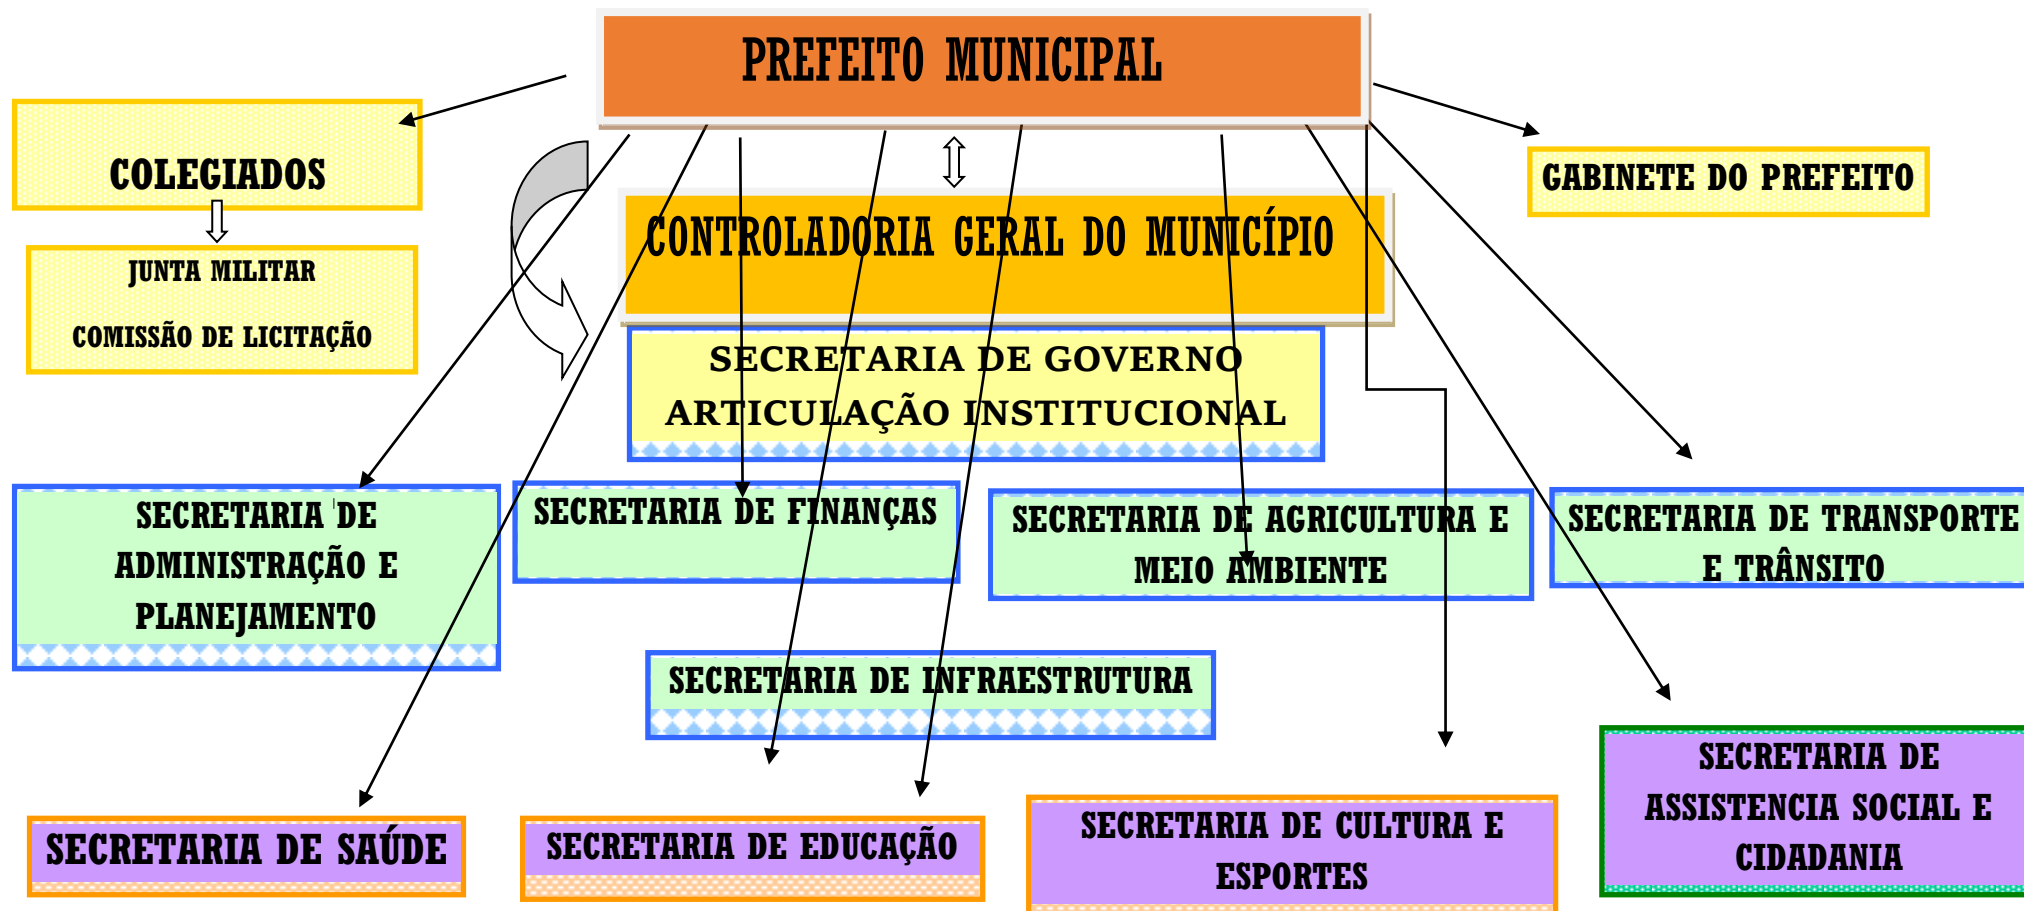 PREFEITO MUNICIPAL
COLEGIADOS
GABINETE DO PREFEITO
JUNTA MILITAR
COMISSÃO DE LICITAÇÃO
CONTROLADORIA GERAL DO MUNICÍPIO
SECRETARIA DE GOVERNO
ARTICULAÇÃO INSTITUCIONAL
SECRETARIA DE
ADMINISTRAÇÃO E
PLANEJAMENTO
SECRETARIA DE FINANÇAS
SECRETARIA DE AGRICULTURA E
MEIO AMBIENTE
SECRETARIA DE TRANSPORTE
E TRÂNSITO
SECRETARIA DE INFRAESTRUTURA
SECRETARIA DE SAÚDE
SECRETARIA DE EDUCAÇÃO
SECRETARIA DE CULTURA E
ESPORTES
SECRETARIA DE
ASSISTENCIA SOCIAL E
CIDADANIA